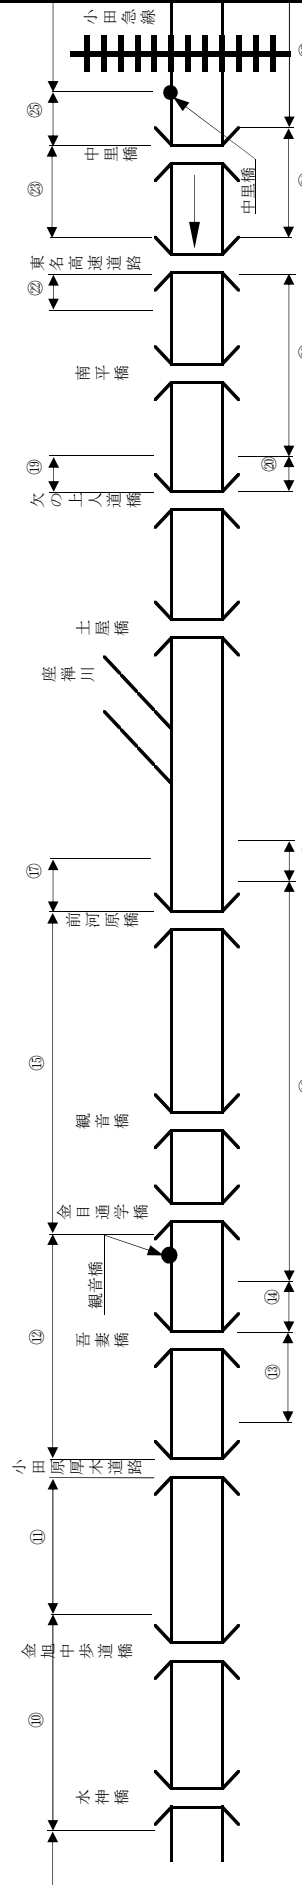 小田急線
㉕
中里橋
中里橋
㉓
東名高速道路
㉒
南平橋
⑲
⑳
欠の上人道橋
土屋橋
座禅川
⑰
前河原橋
⑮
観音橋
金目通学橋
観音橋
⑭
⑫
吾妻橋
⑬
小田原厚木道路
⑪
金旭中歩道橋
⑩
水神橋